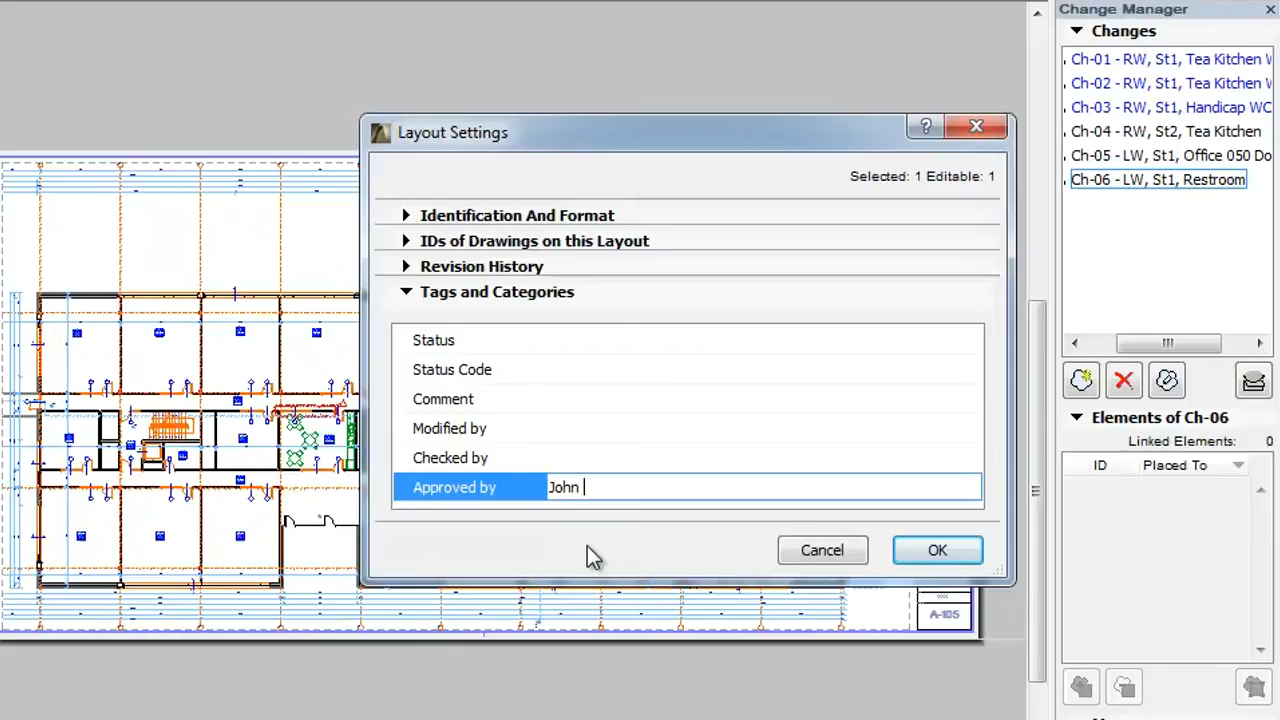 Change Manager
Changes
Ch-01 - RW, St1, Tea Kitchen
Ch-02 - RW, St1, Tea Kitchen
Ch-03 - RW, St1, Handicap WC
Ch-04 - RW, St2, Tea Kitchen
Ch-05 - LW, St1, Office 050 Do
Ch-06 - LW, St1, Restroom
Layout Settings
?
Selected: 1 Editable: 1
Identification And Format
IDs of Drawings on this Layout
Revision History
Tags and Categories
Status
Status Code
Comment
Modified by
Checked by
Approved by John
Cancel
OK
Elements of Ch-06
Linked Elements: 0
ID Placed To
A-105